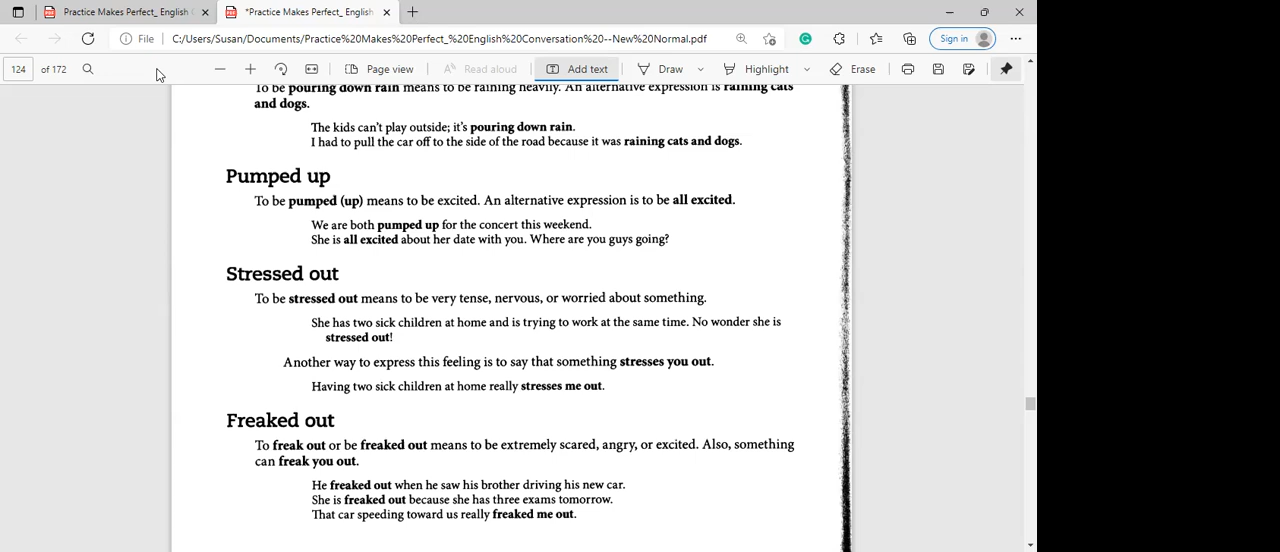 Practice Makes Perfect_ English C
*Practice Makes Perfect_ English
File
C:/Users/Susan/Documents/Practice%20Makes%20Perfect_%20English%20Conversation%20--New%20Normal.pdf
Sign in
124 of 172
Page view
Read aloud
Add text
Draw
Highlight
Erase
To be pouring down rain means to be raining heavily. An alternative expression is raining cats
and dogs.
The kids can't play outside; it's pouring down rain.
I had to pull the car off to the side of the road because it was raining cats and dogs.
Pumped up
To be pumped (up) means to be excited. An alternative expression is to be all excited.
We are both pumped up for the concert this weekend.
She is all excited about her date with you. Where are you guys going?
Stressed out
To be stressed out means to be very tense, nervous, or worried about something.
She has two sick children at home and is trying to work at the same time. No wonder she is
stressed out!
Another way to express this feeling is to say that something stresses you out.
Having two sick children at home really stresses me out.
Freaked out
To freak out or be freaked out means to be extremely scared, angry, or excited. Also, something
can freak you out.
He freaked out when he saw his brother driving his new car.
She is freaked out because she has three exams tomorrow.
That car speeding toward us really freaked me out.